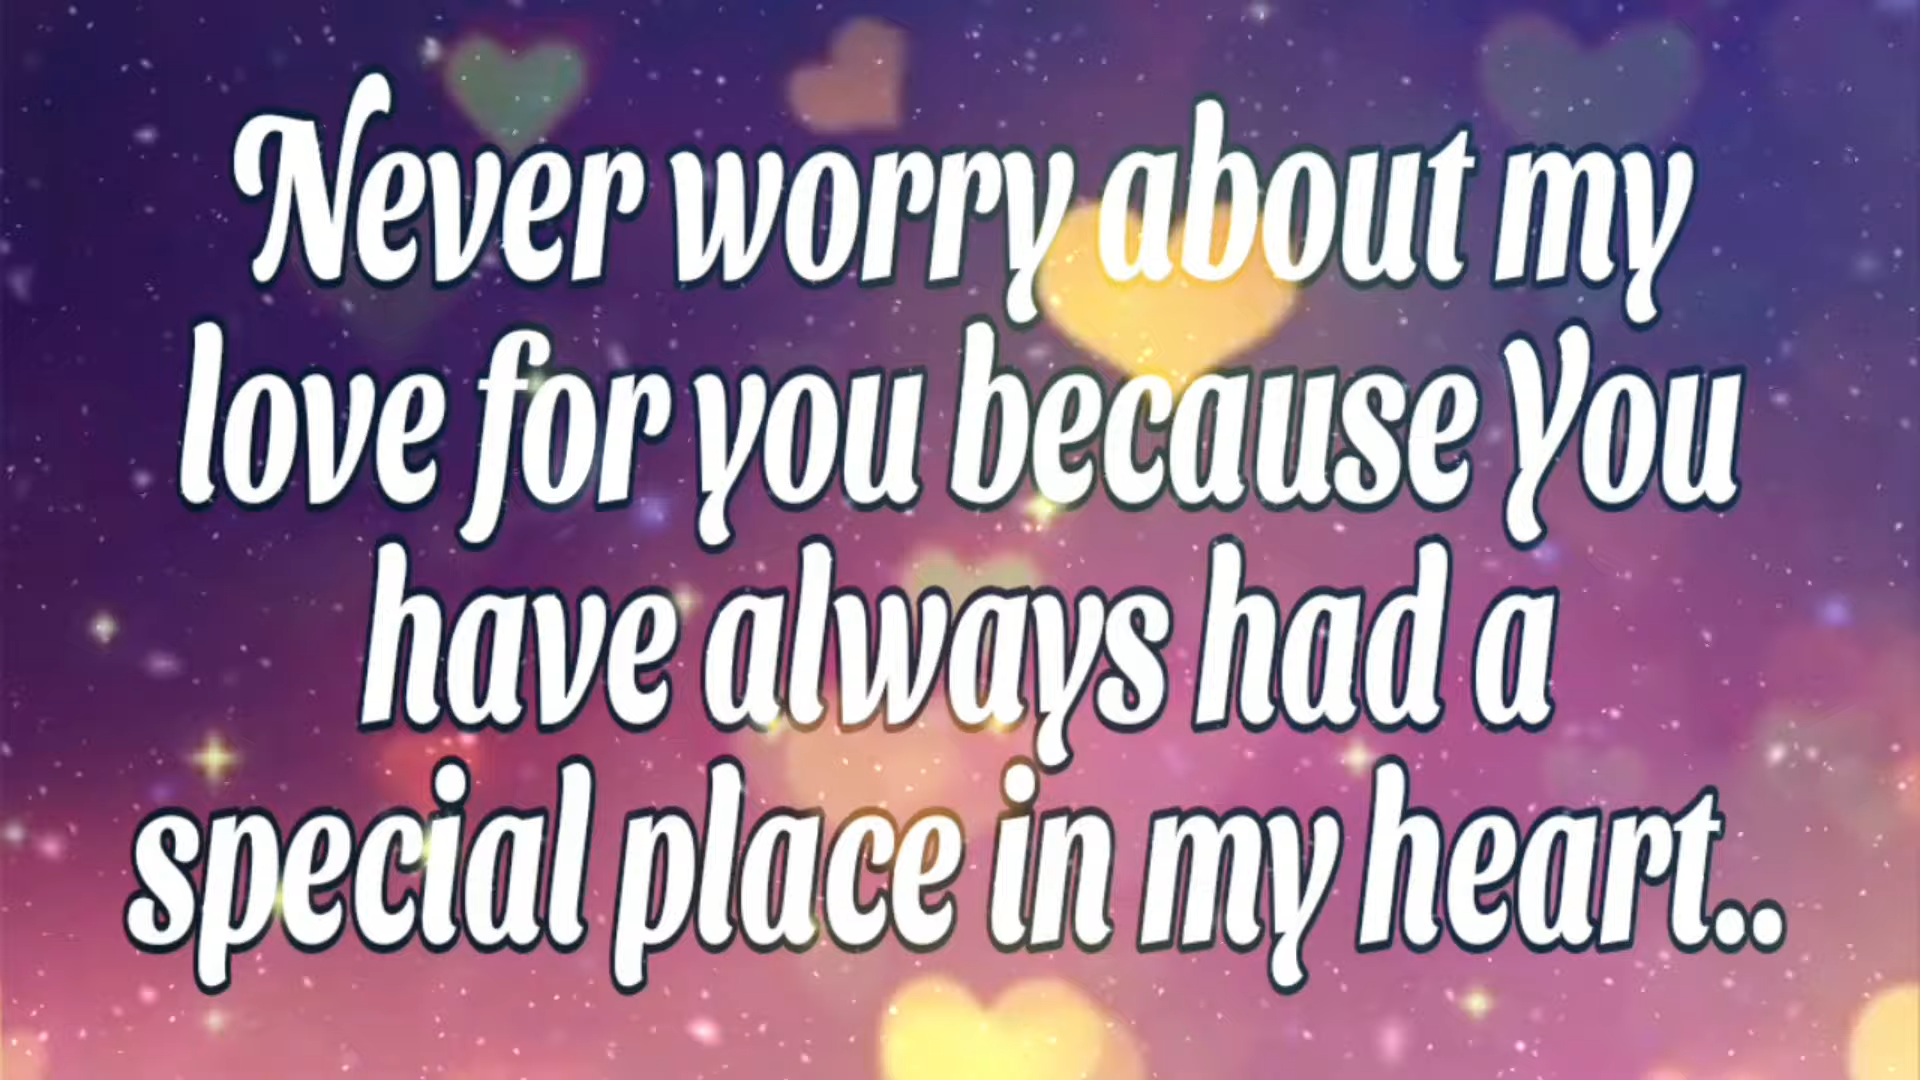 Never worry about my
love for you because You
have always had a
special place in my heart..